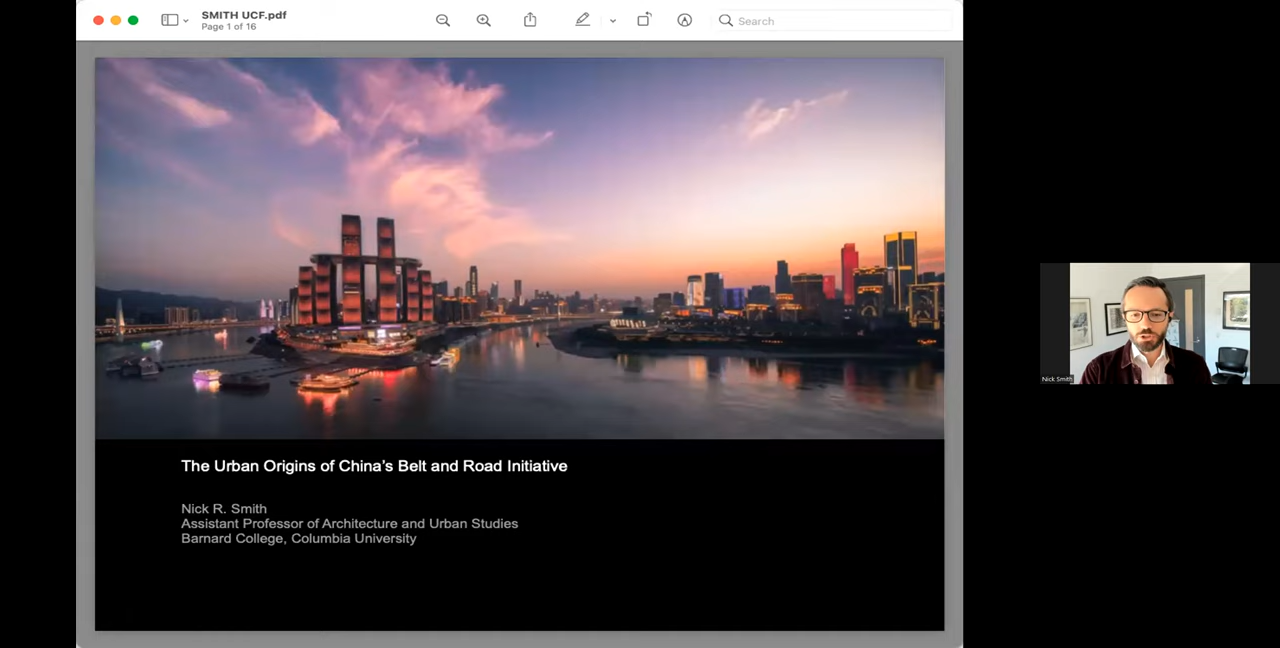 SMITH UCF.pdf
Page 1 of 16
Search
The Urban Origins of China's Belt and Road Initiative
Nick R. Smith
Assistant Professor of Architecture and Urban Studies
Barnard College, Columbia University
Nick Smith